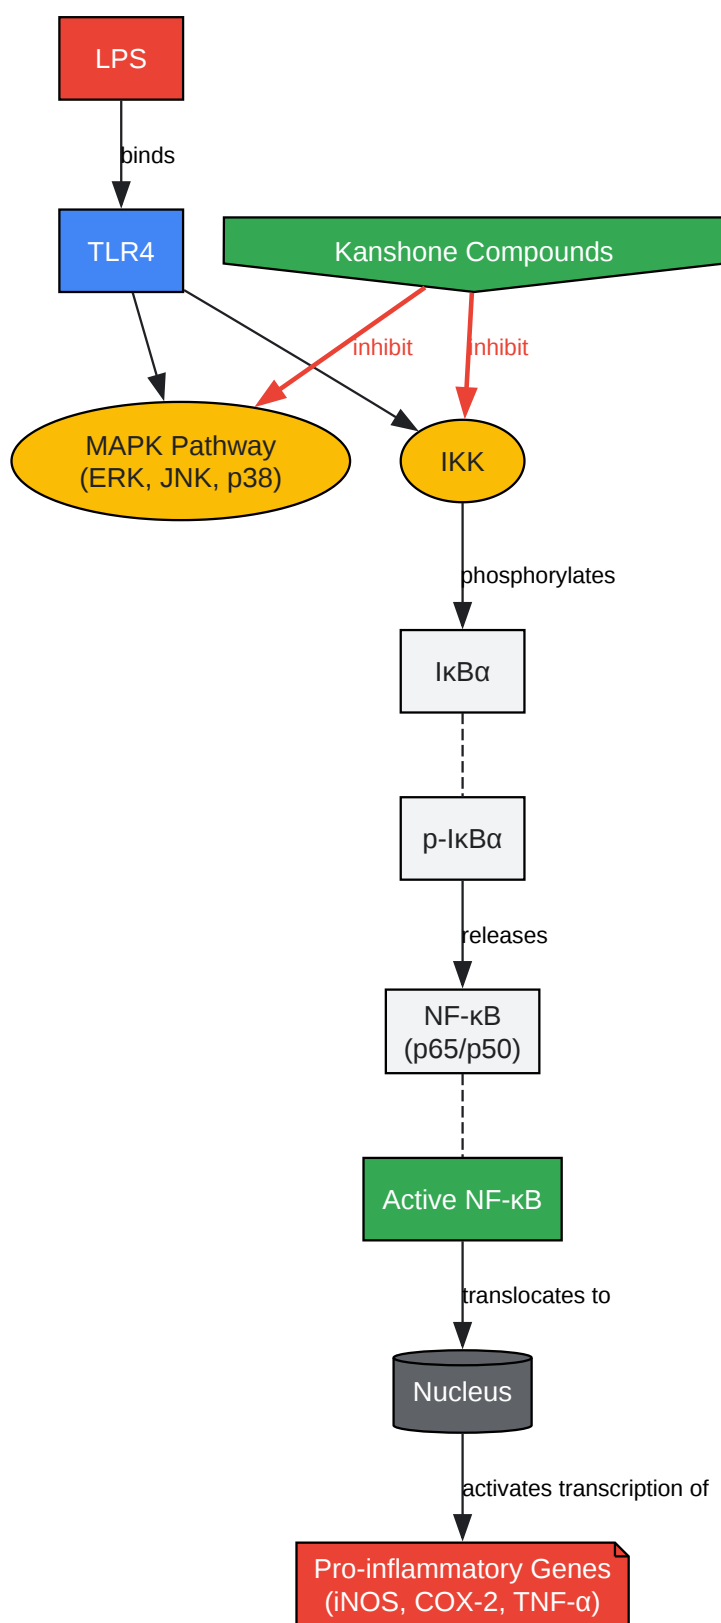 LPS
binds
TLR4
Kanshone Compounds
inhibit
inhibit
MAPK Pathway
(ERK, JNK, p38)
IKK
phosphorylates
IκBα
p-IκBα
releases
NF-κB
(p65/p50)
Active NF-κB
translocates to
Nucleus
activates transcription of
Pro-inflammatory Genes
(iNOS, COX-2, TNF-α)